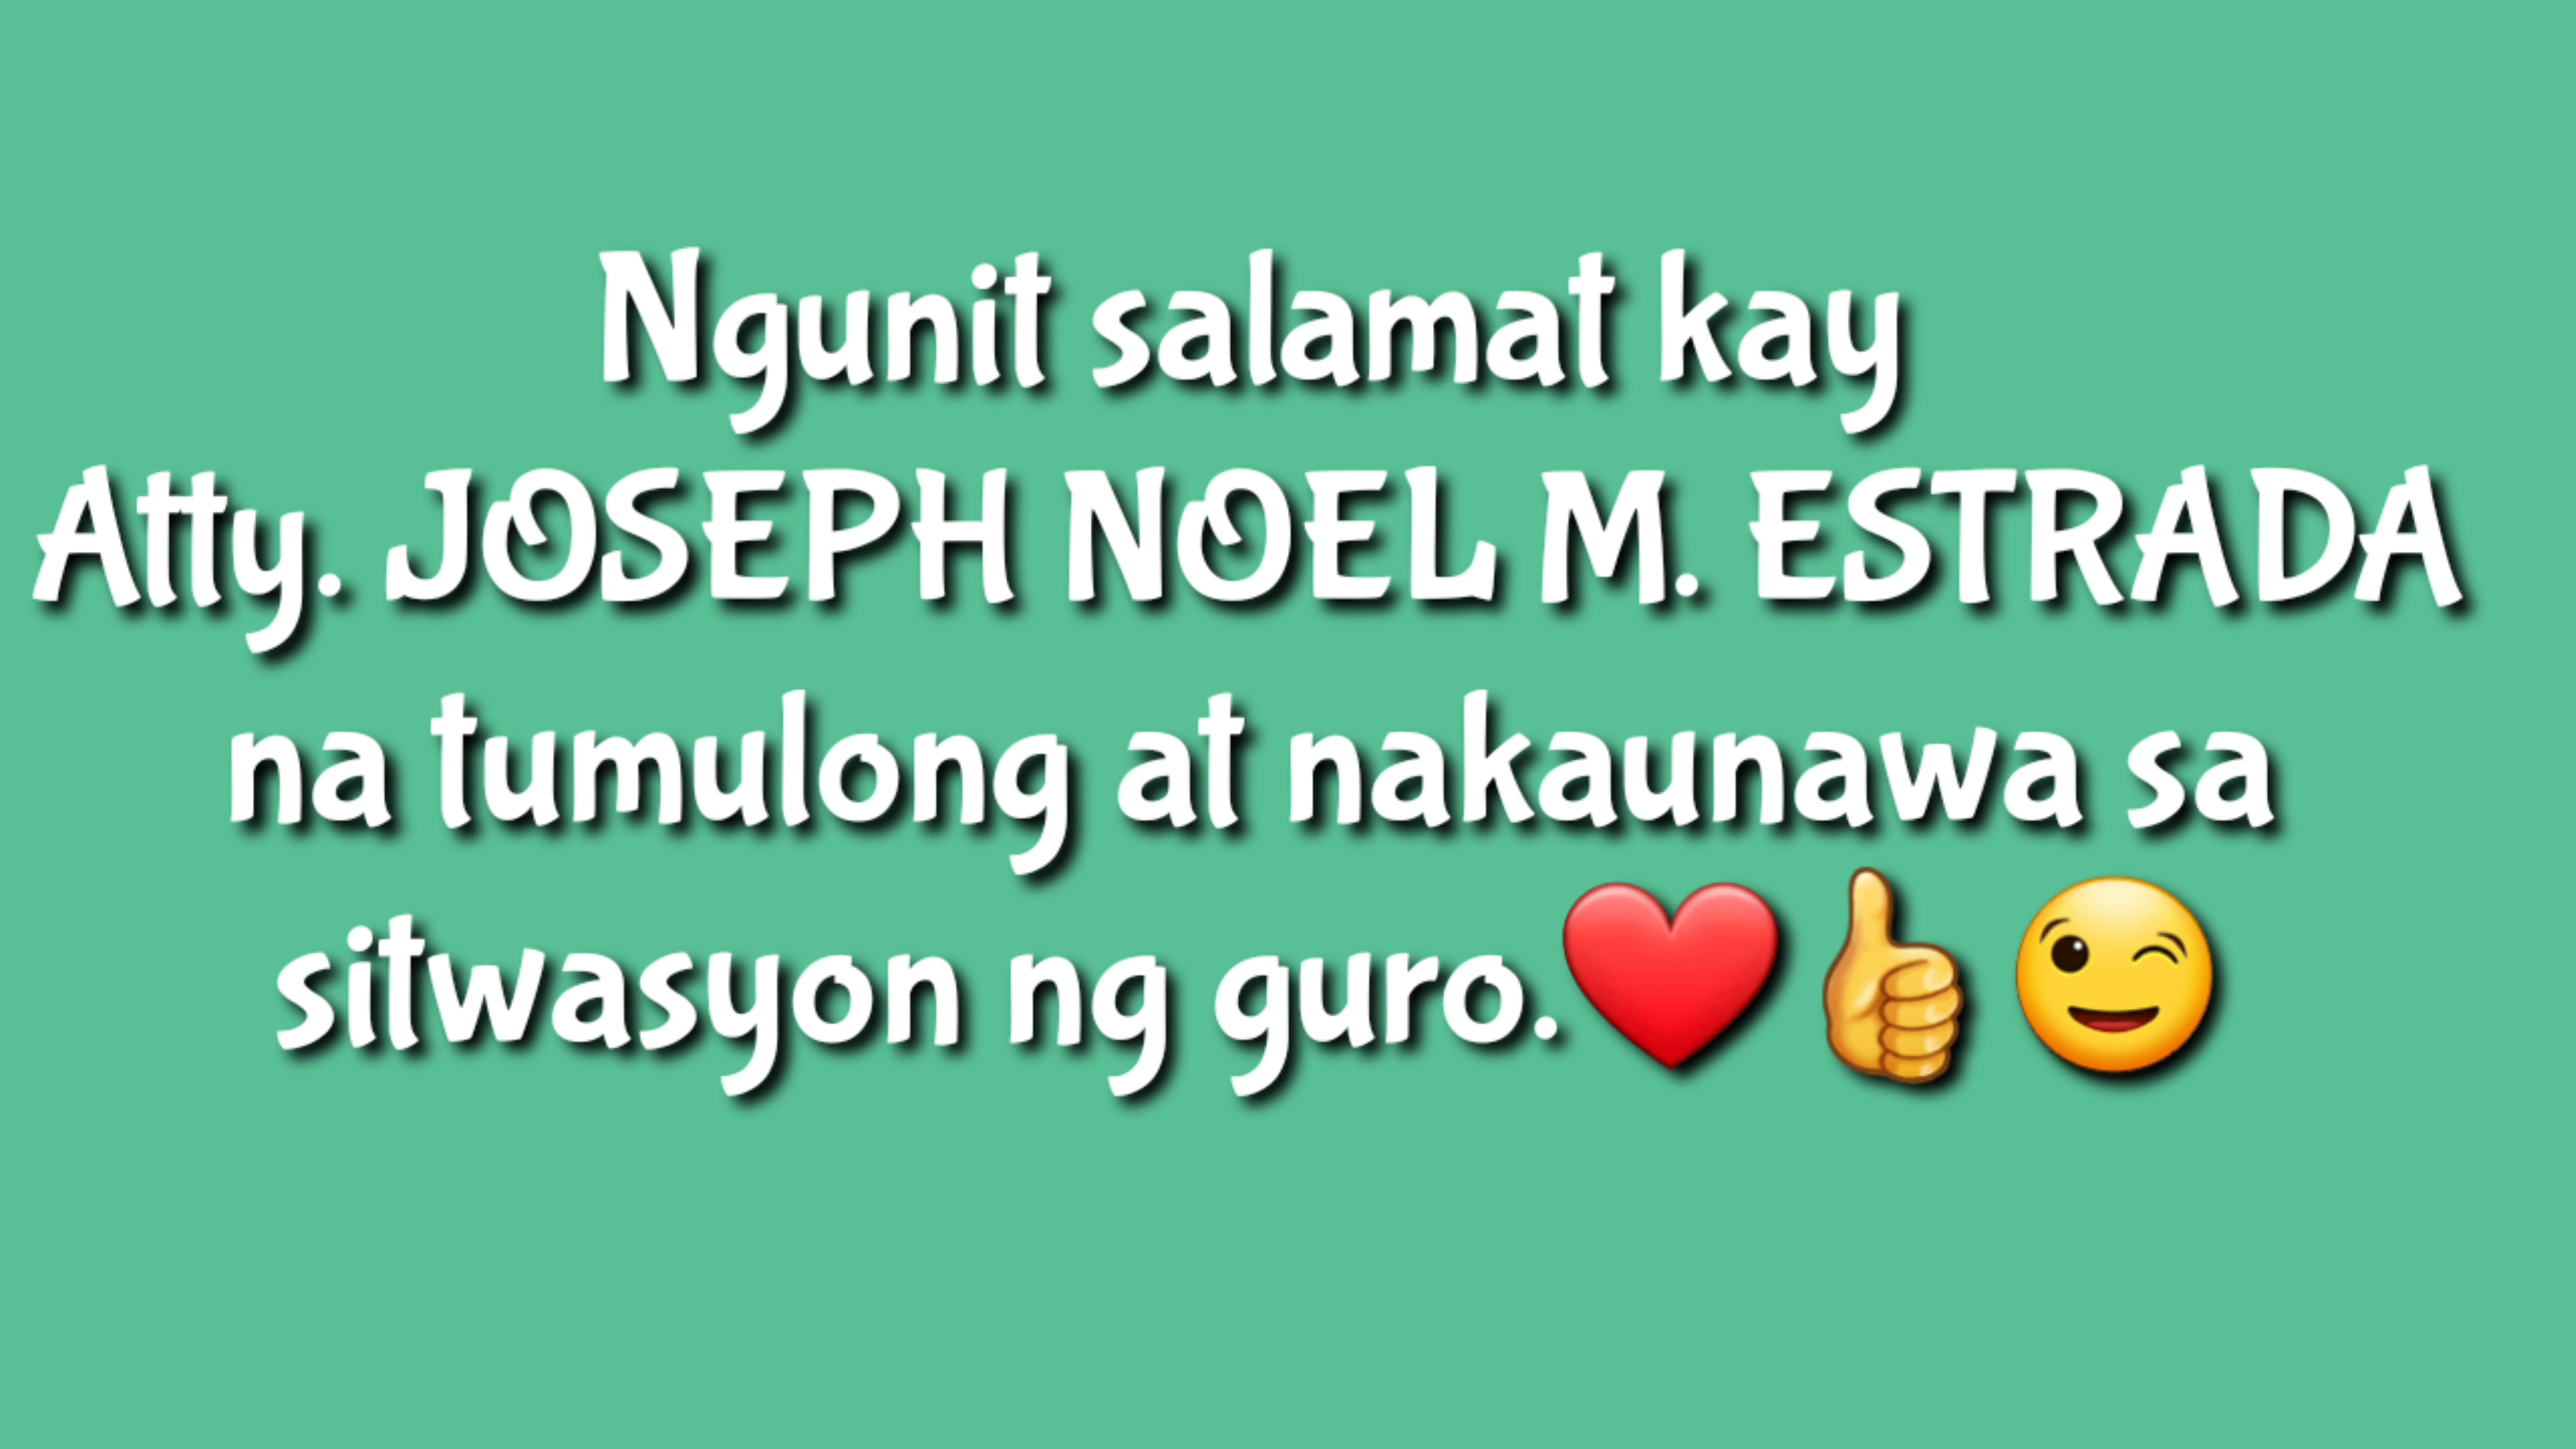 Ngunit salamat kay
Atty. JOSEPH NOEL M. ESTRADA
na tumulong at nakaunawa sa
sitwasyon ng guro.❤👍😉